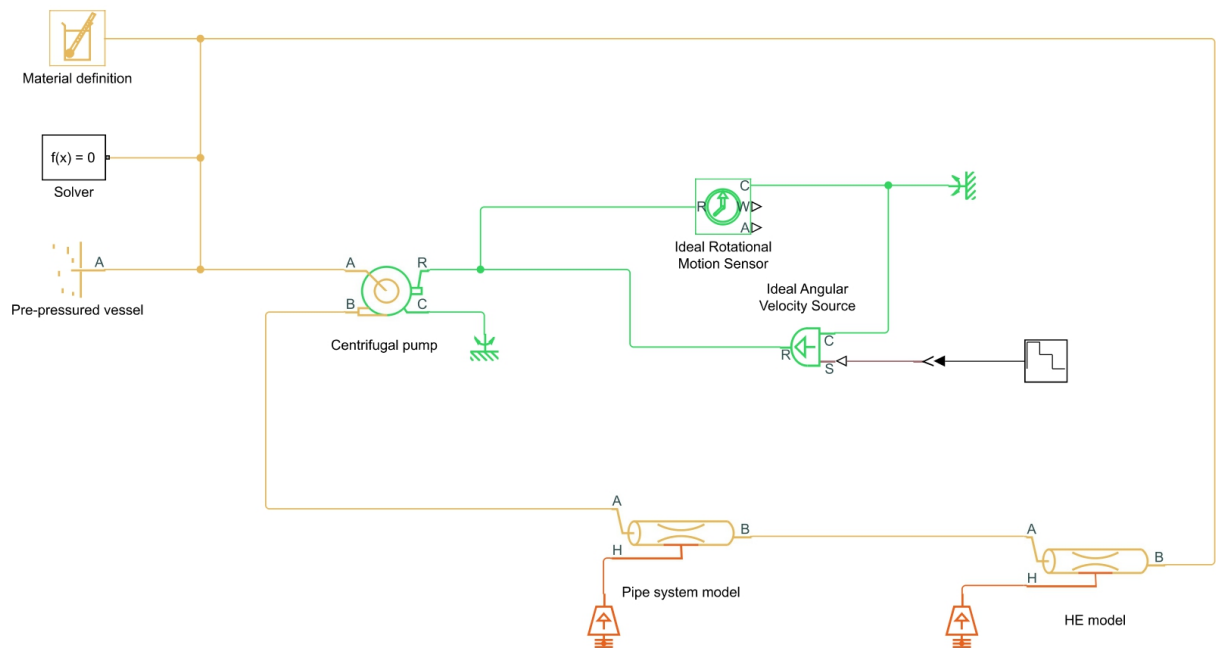 Material definition
f(x) = 0
Solver
A
Pre-pressured vessel
A
B
R
C
Centrifugal pump
R
C
W
A
Ideal Rotational
Motion Sensor
Ideal Angular
Velocity Source
C
R
S
A
B
H
Pipe system model
A
B
H
HE model